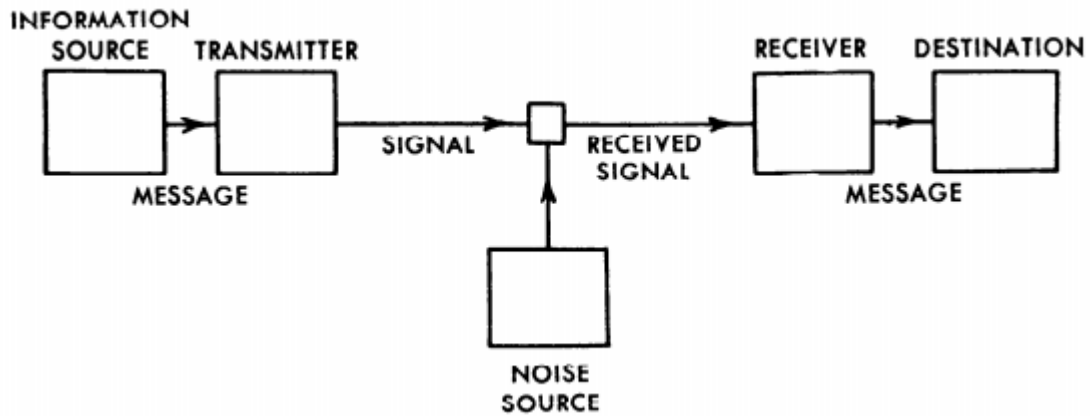 INFORMATION
SOURCE
TRANSMITTER
RECEIVER
DESTINATION
SIGNAL
RECEIVED
SIGNAL
MESSAGE
MESSAGE
NOISE
SOURCE